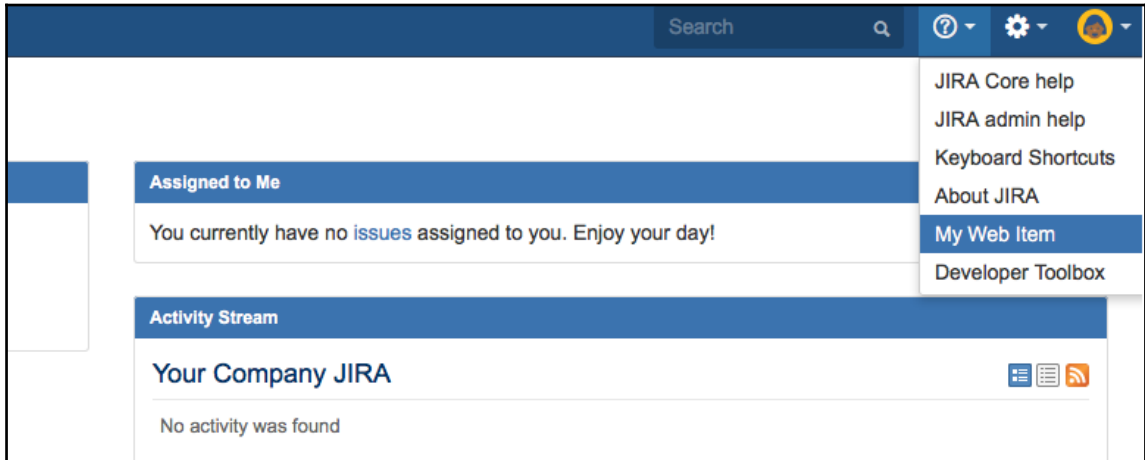 Search
JIRA Core help
JIRA admin help
Keyboard Shortcuts
About JIRA
My Web Item
Developer Toolbox
Assigned to Me
You currently have no issues assigned to you. Enjoy your day!
Activity Stream
Your Company JIRA
No activity was found